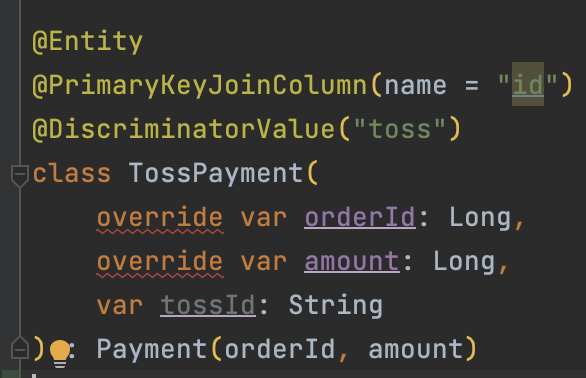 @Entity
@PrimaryKeyJoinColumn(name = "id")
@DiscriminatorValue("toss")
class TossPayment(
override var orderId: Long,
override var amount: Long,
var tossId: String
) : Payment(orderId, amount)